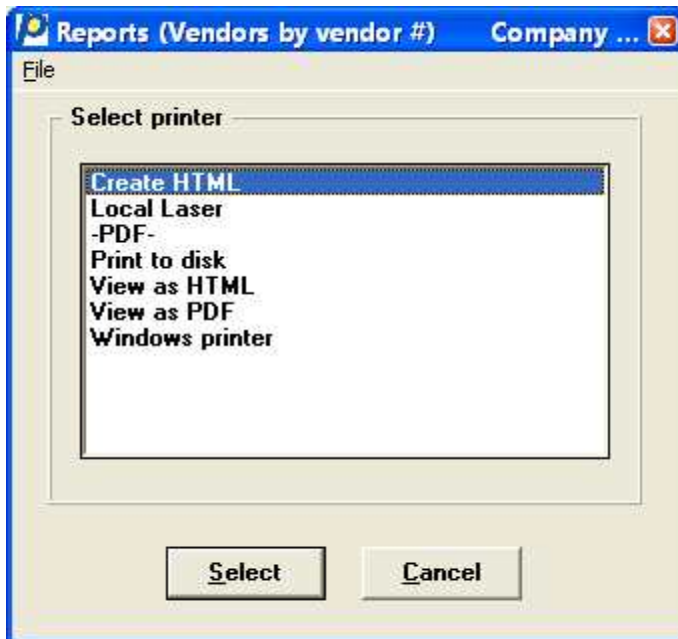 Reports (Vendors by vendor #) Company ...
File
Select printer
Create HTML
Local Laser
-PDF-
Print to disk
View as HTML
View as PDF
Windows printer
Select Cancel